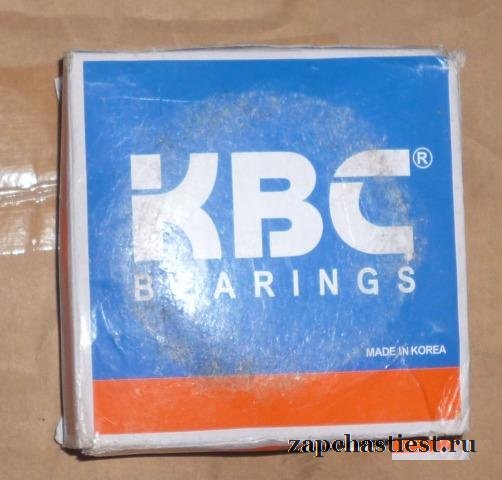 KBC®
BEARINGS
MADE IN KOREA
zapchastiest.ru